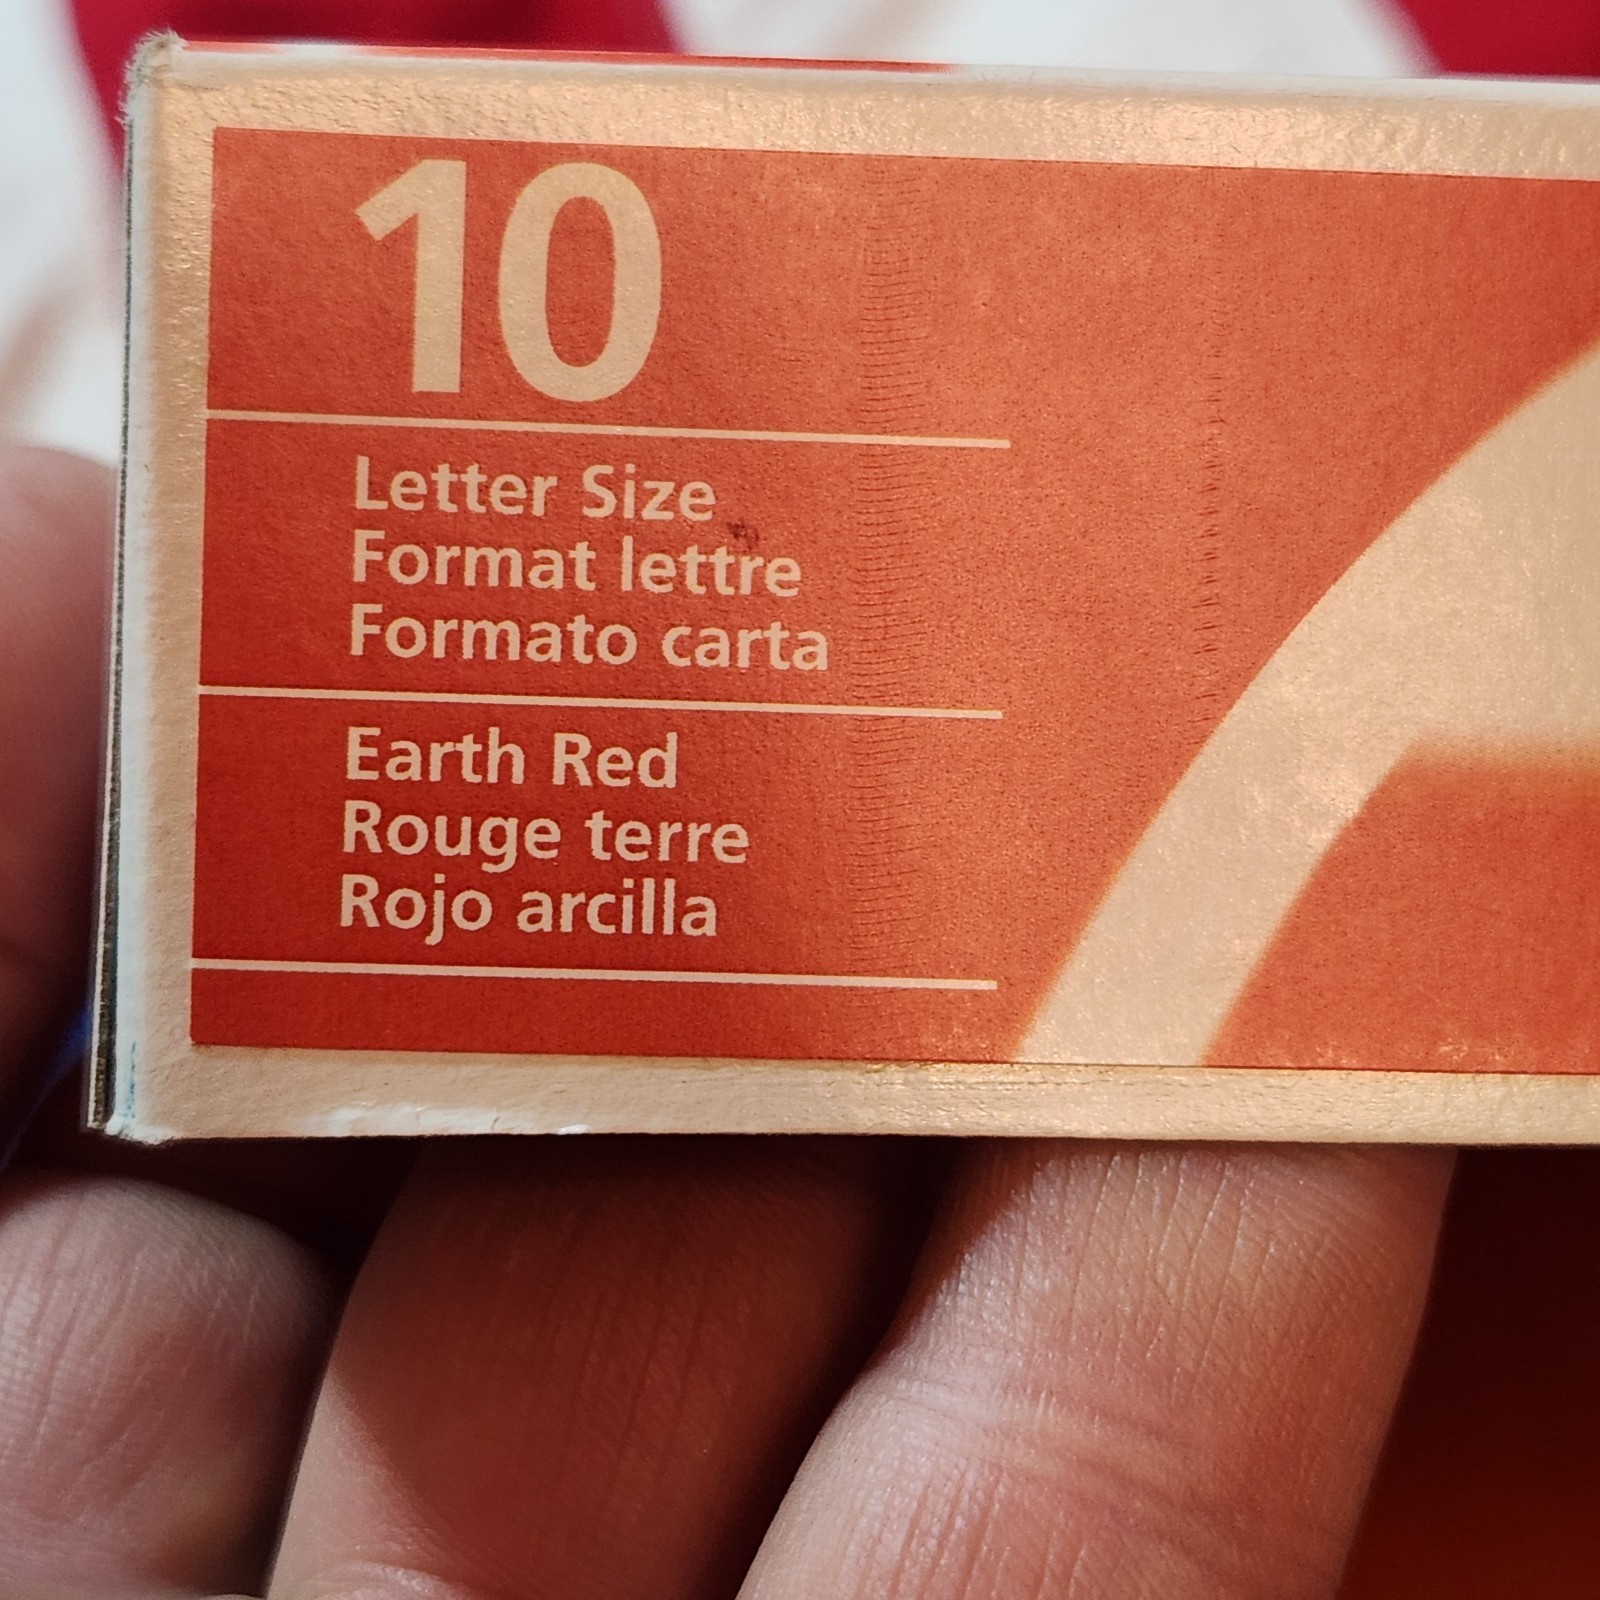 10
Letter Size
Format lettre
Formato carta
Earth Red
Rouge terre
Rojo arcilla